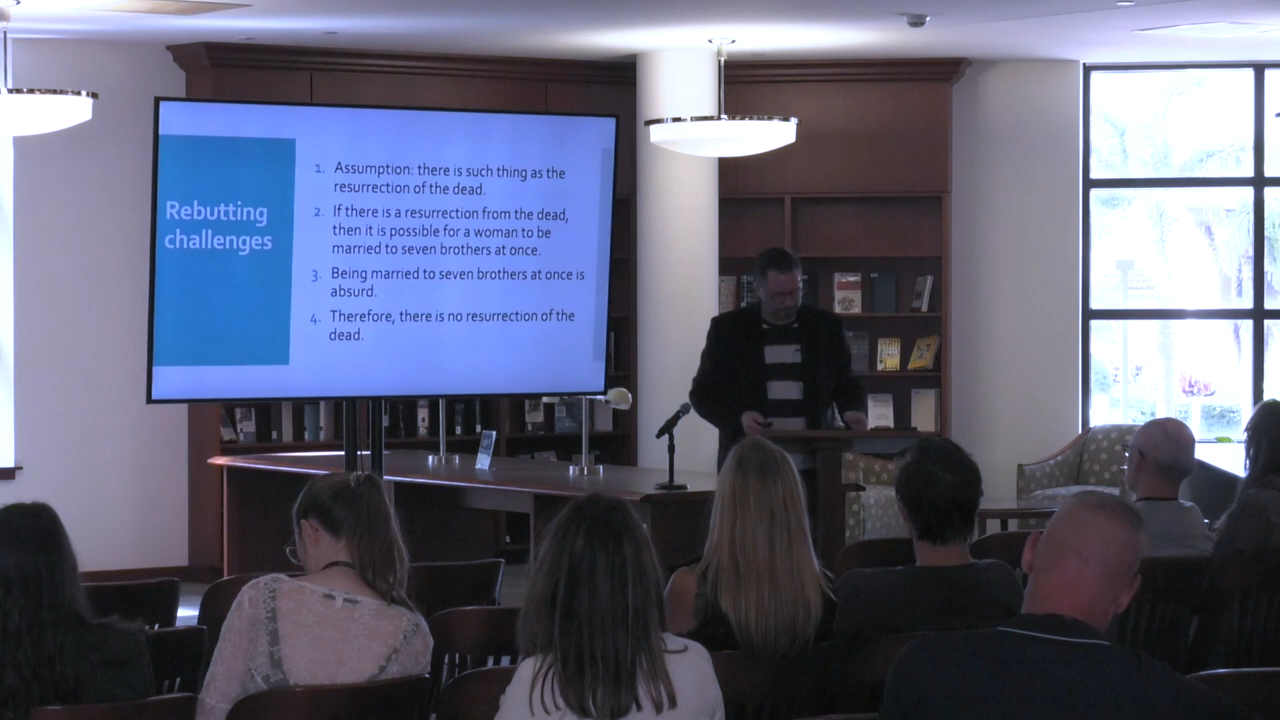 Rebutting
challenges
1. Assumption: there is such thing as the
resurrection of the dead.
2. If there is a resurrection from the dead,
then it is possible for a woman to be
married to seven brothers at once.
3. Being married to seven brothers at once is
absurd.
4. Therefore, there is no resurrection of the
dead.